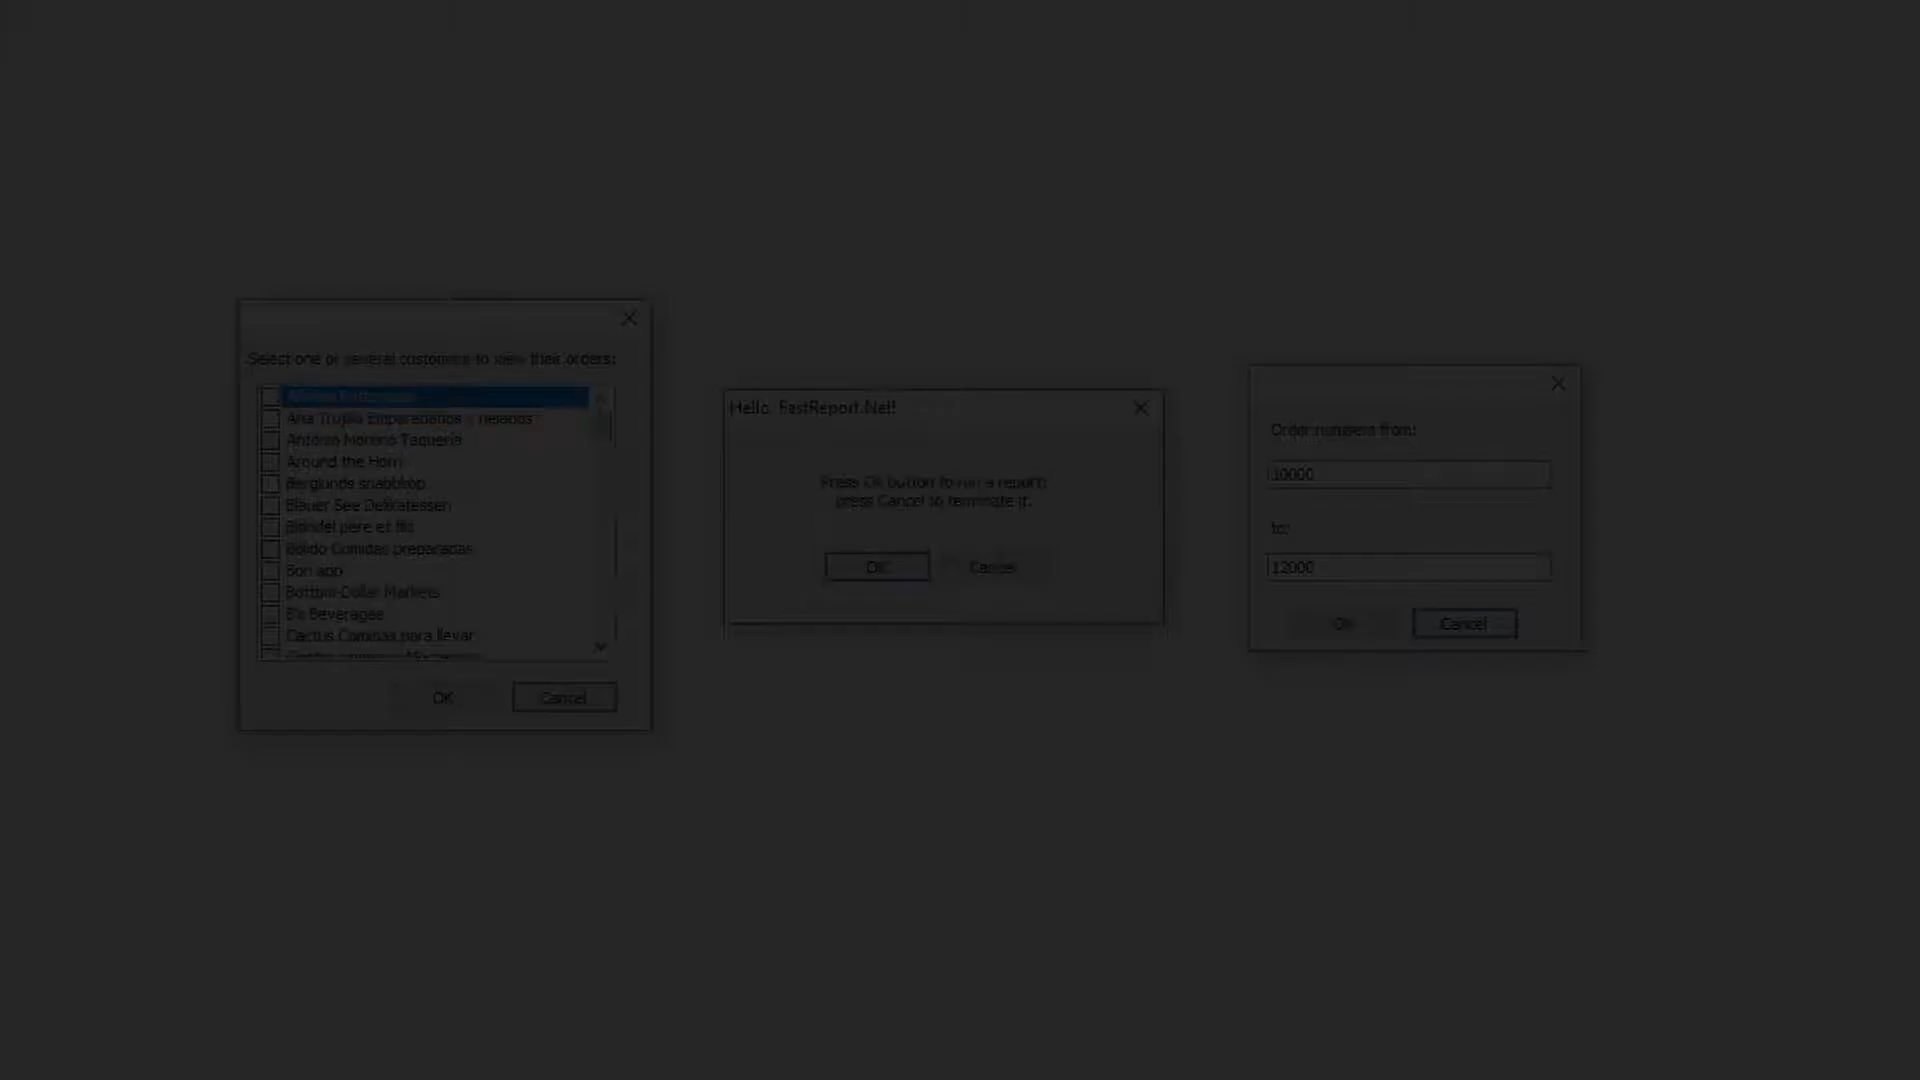 Select one or several customers to view their orders:
Ana Trujillo Emparedados y helados
Antonio Moreno Taquería
Around the Horn
Berglunds snabbköp
Blauer See Delikatessen
Blondel père et fils
Bólido Comidas preparadas
Bon app
Bottom-Dollar Markets
B's Beverages
Cactus Comidas para llevar
OK
Cancel
Hello, FastReport.Net!
Press Ok button to run a report,
press Cancel to terminate it.
OK
Cancel
Order numbers from:
10000
to:
12000
Ok
Cancel